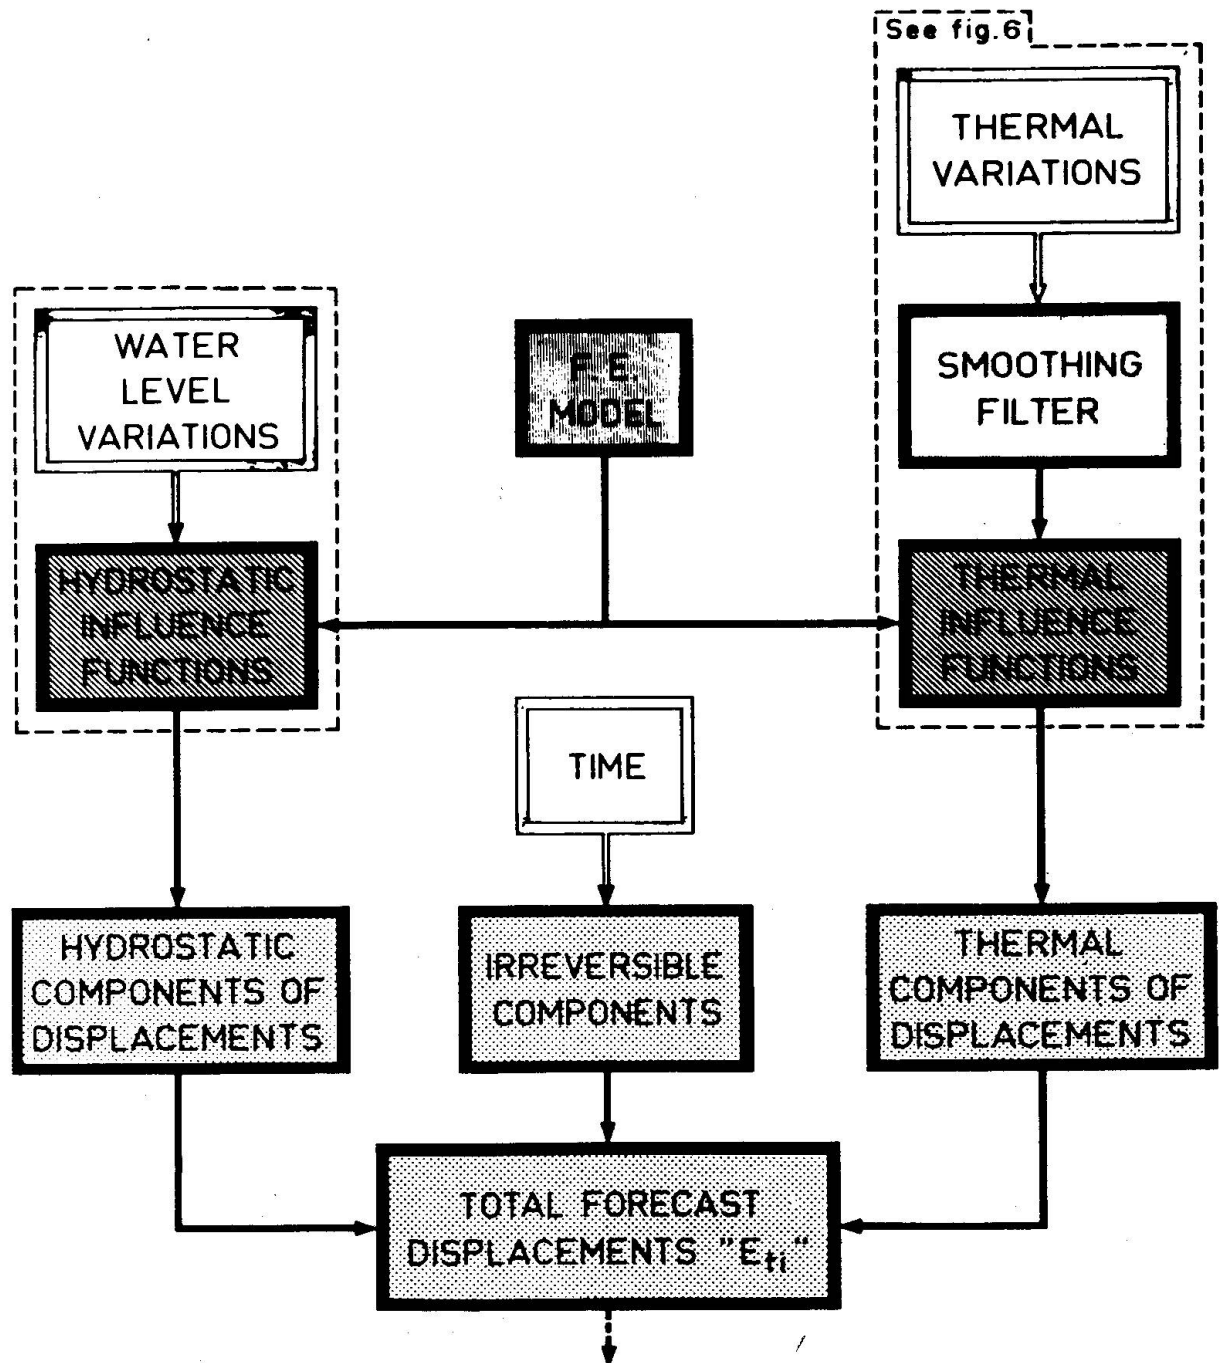 See fig.6
THERMAL
VARIATIONS
WATER
LEVEL
VARIATIONS
F. E.
MODEL
SMOOTHING
FILTER
HYDROSTATIC
INFLUENCE
FUNCTIONS
THERMAL
INFLUENCE
FUNCTIONS
TIME
HYDROSTATIC
COMPONENTS OF
DISPLACEMENTS
IRREVERSIBLE
COMPONENTS
THERMAL
COMPONENTS OF
DISPLACEMENTS
TOTAL FORECAST
DISPLACEMENTS "Eti"